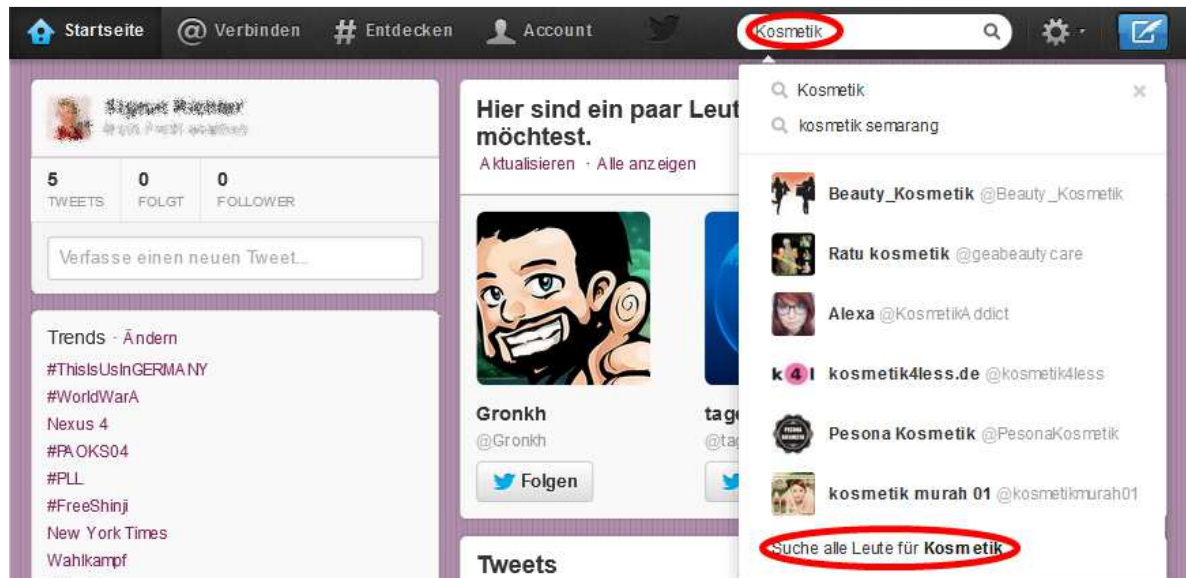 Startseite @ Verbinden # Entdecken Account
Kosmetik
5 0 0
TWEETS FOLGT FOLLOWER
Verfasse einen neuen Tweet...
Trends · Ändern
#ThisIsUsInGERMANY
#WorldWarA
Nexus 4
#PAOKS04
#PLL
#FreeShinji
New York Times
Wahlkampf
Hier sind ein paar Leut
möchtest.
Aktualisieren · Alle anzeigen
Gronkh
@Gronkh
Folgen
tage
@tag
Tweets
Kosmetik
kosmetik semarang
Beauty_Kosmetik @Beauty_Kosmetik
Ratu kosmetik @geabeautycare
Alexa @KosmetikAddict
k4l kosmetik4less.de @kosmetik4less
Pesona Kosmetik @PesonaKosmetik
kosmetik murah 01 @kosmetikmurah01
Suche alle Leute für Kosmetik